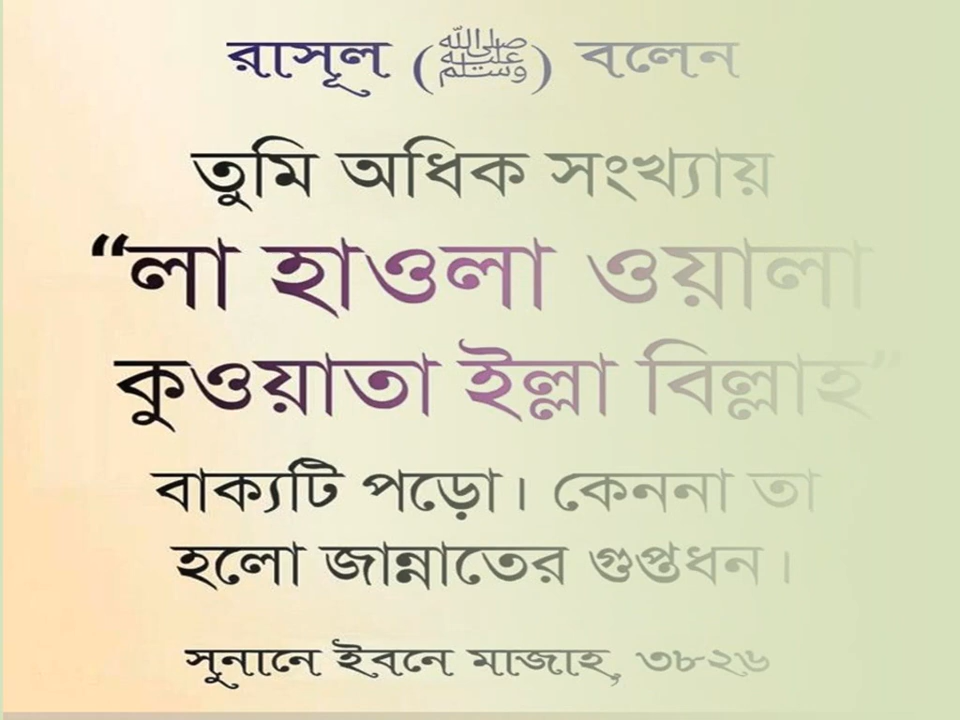 রাসূল (ﷺ) বলেন
তুমি অধিক সংখ্যায়
“লা হাওলা ওয়ালা
কুওয়াতা ইল্লা বিল্লাহ”
বাক্যটি পড়ো। কেননা তা
হলো জান্নাতের গুপ্তধন।
সুনানে ইবনে মাজাহ, ৩৮২৬